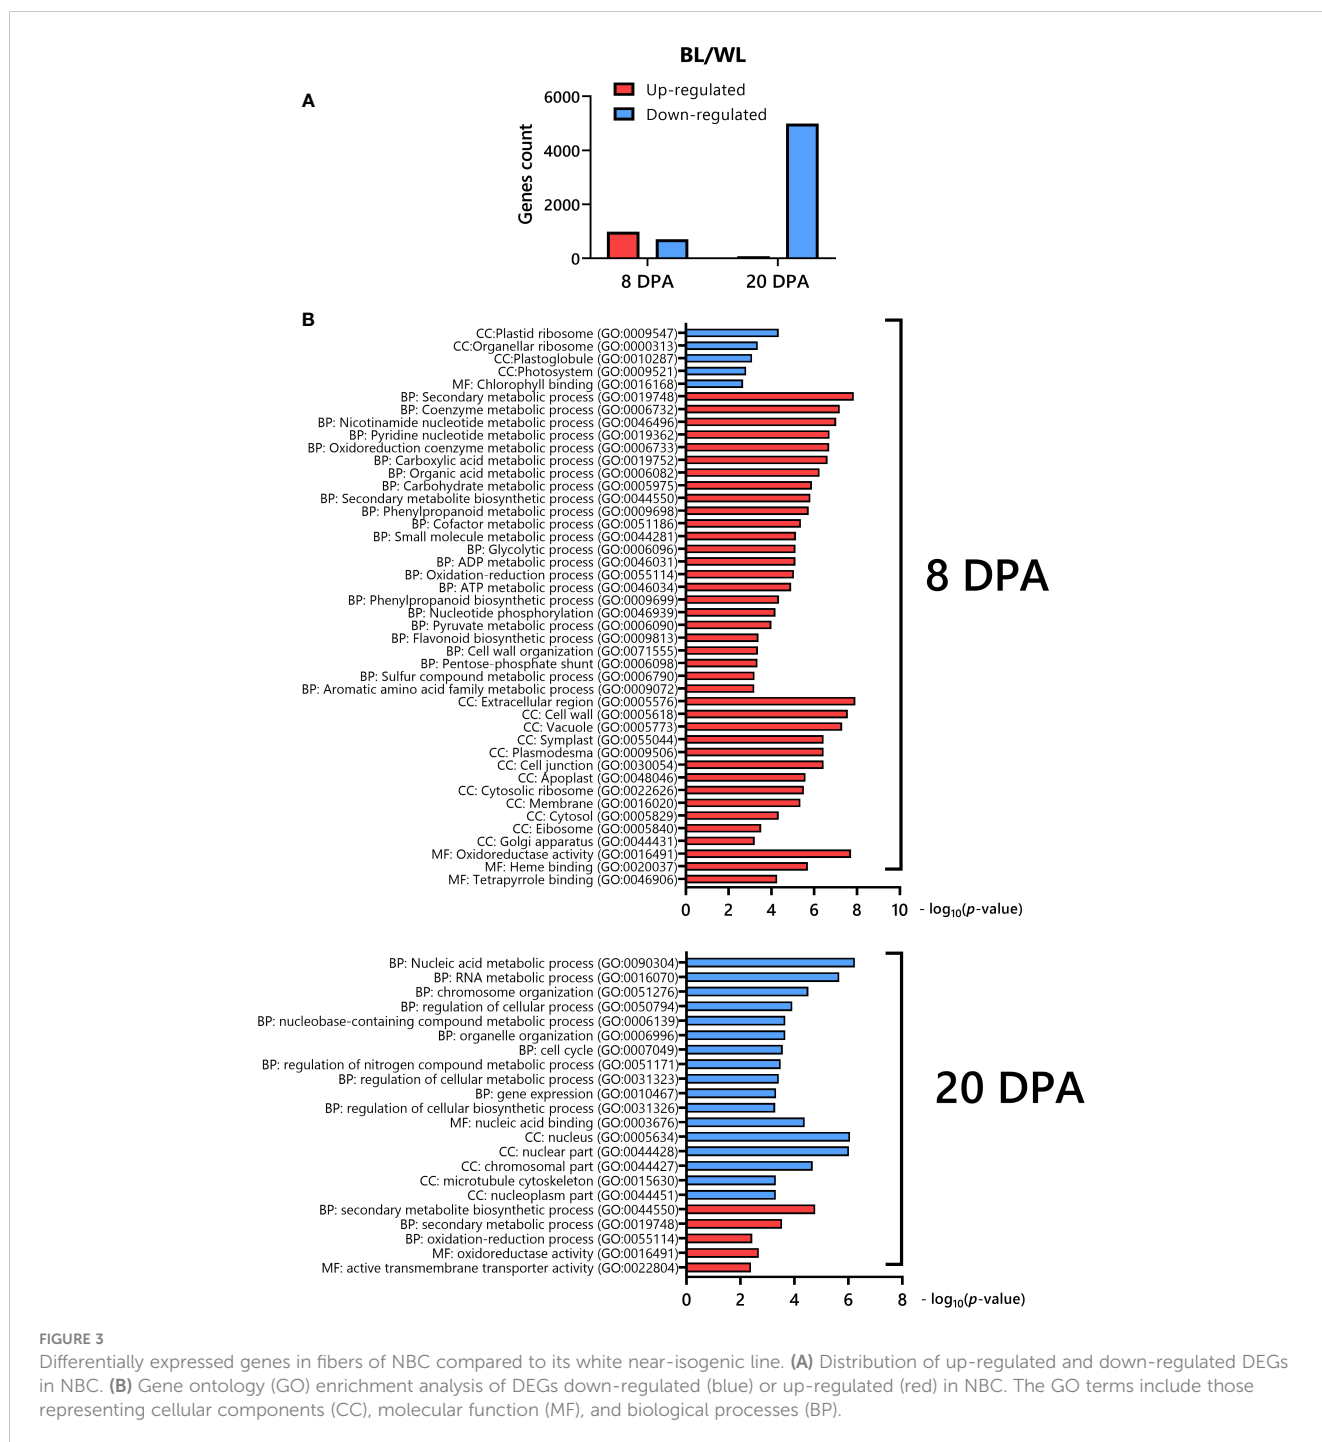 BL/WL
A
Up-regulated
Down-regulated
Genes count
6000
4000
2000
0
8 DPA
20 DPA
B
CC:Plastid ribosome (GO:0009547)
CC:Organellar ribosome (GO:0000313)
CC:Plastoglobule (GO:0010287)
CC:Photosystem (GO:0009521)
MF: Chlorophyll binding (GO:0016168)
BP: Secondary metabolic process (GO:0019748)
BP: Coenzyme metabolic process (GO:0006732)
BP: Nicotinamide nucleotide metabolic process (GO:0046496)
BP: Pyridine nucleotide metabolic process (GO:0019362)
BP: Oxidoreduction coenzyme metabolic process (GO:0006733)
BP: Carboxylic acid metabolic process (GO:0019752)
BP: Organic acid metabolic process (GO:0006082)
BP: Carbohydrate metabolic process (GO:0005975)
BP: Secondary metabolite biosynthetic process (GO:0044550)
BP: Phenylpropanoid metabolic process (GO:0009698)
BP: Cofactor metabolic process (GO:0051186)
BP: Small molecule metabolic process (GO:0044281)
BP: Glycolytic process (GO:0006096)
BP: ADP metabolic process (GO:0046031)
BP: Oxidation-reduction process (GO:0055114)
BP: ATP metabolic process (GO:0046034)
BP: Phenylpropanoid biosynthetic process (GO:0009699)
BP: Nucleotide phosphorylation (GO:0046939)
BP: Pyruvate metabolic process (GO:0006090)
BP: Flavonoid biosynthetic process (GO:0009813)
BP: Cell wall organization (GO:0071555)
BP: Pentose-phosphate shunt (GO:0006098)
BP: Sulfur compound metabolic process (GO:0006790)
BP: Aromatic amino acid family metabolic process (GO:0009072)
CC: Extracellular region (GO:0005576)
CC: Cell wall (GO:0005618)
CC: Vacuole (GO:0005773)
CC: Symplast (GO:0055044)
CC: Plasmodesma (GO:0009506)
CC: Cell junction (GO:0030054)
CC: Apoplast (GO:0048046)
CC: Cytosolic ribosome (GO:0022626)
CC: Membrane (GO:0016020)
CC: Cytosol (GO:0005829)
CC: Eibosome (GO:0005840)
CC: Golgi apparatus (GO:0044431)
MF: Oxidoreductase activity (GO:0016491)
MF: Heme binding (GO:0020037)
MF: Tetrapyrrole binding (GO:0046906)
8 DPA
0 2 4 6 8 10 - log10(p-value)
BP: Nucleic acid metabolic process (GO:0090304)
BP: RNA metabolic process (GO:0016070)
BP: chromosome organization (GO:0051276)
BP: regulation of cellular process (GO:0050794)
BP: nucleobase-containing compound metabolic process (GO:0006139)
BP: organelle organization (GO:0006996)
BP: cell cycle (GO:0007049)
BP: regulation of nitrogen compound metabolic process (GO:0051171)
BP: regulation of cellular metabolic process (GO:0031323)
BP: gene expression (GO:0010467)
BP: regulation of cellular biosynthetic process (GO:0031326)
MF: nucleic acid binding (GO:0003676)
CC: nucleus (GO:0005634)
CC: nuclear part (GO:0044428)
CC: chromosomal part (GO:0044427)
CC: microtubule cytoskeleton (GO:0015630)
CC: nucleoplasm part (GO:0044451)
BP: secondary metabolite biosynthetic process (GO:0044550)
BP: secondary metabolic process (GO:0019748)
BP: oxidation-reduction process (GO:0055114)
MF: oxidoreductase activity (GO:0016491)
MF: active transmembrane transporter activity (GO:0022804)
20 DPA
0 2 4 6 8 - log10(p-value)
FIGURE 3
Differentially expressed genes in fibers of NBC compared to its white near-isogenic line. (A) Distribution of up-regulated and down-regulated DEGs
in NBC. (B) Gene ontology (GO) enrichment analysis of DEGs down-regulated (blue) or up-regulated (red) in NBC. The GO terms include those
representing cellular components (CC), molecular function (MF), and biological processes (BP).